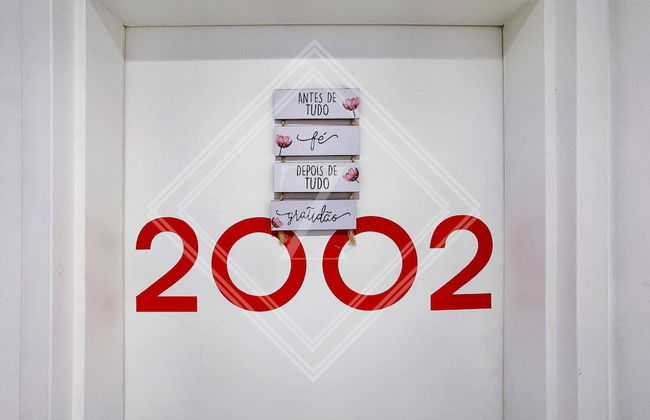 ANTES DE
TUDO
fé
DEPOIS DE
TUDO
gratidão
2002